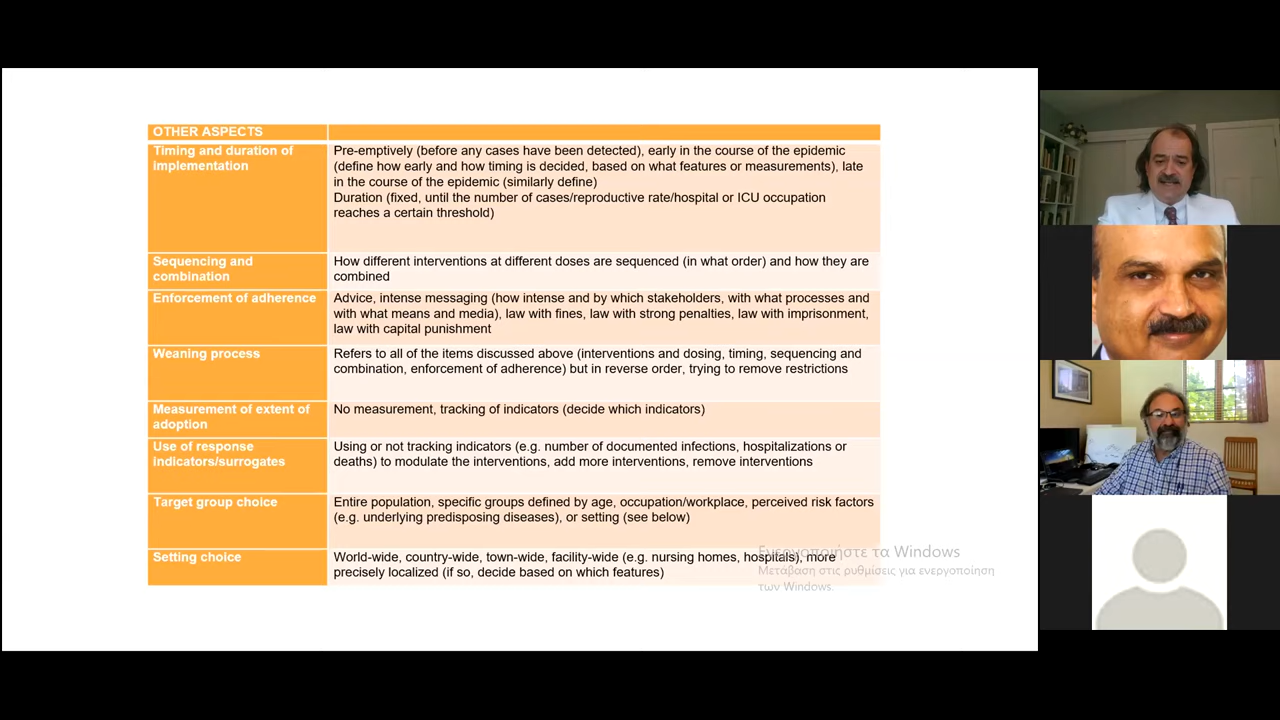 OTHER ASPECTS
Timing and duration of
implementation
Pre-emptively (before any cases have been detected), early in the course of the epidemic
(define how early and how timing is decided, based on what features or measurements), late
in the course of the epidemic (similarly define)
Duration (fixed, until the number of cases/reproductive rate/hospital or ICU occupation
reaches a certain threshold)
Sequencing and
combination
How different interventions at different doses are sequenced (in what order) and how they are
combined
Enforcement of adherence
Advice, intense messaging (how intense and by which stakeholders, with what processes and
with what means and media), law with fines, law with strong penalties, law with imprisonment,
law with capital punishment
Weaning process
Refers to all of the items discussed above (interventions and dosing, timing, sequencing and
combination, enforcement of adherence) but in reverse order, trying to remove restrictions
Measurement of extent of
adoption
No measurement, tracking of indicators (decide which indicators)
Use of response
indicators/surrogates
Using or not tracking indicators (e.g. number of documented infections, hospitalizations or
deaths) to modulate the interventions, add more interventions, remove interventions
Target group choice
Entire population, specific groups defined by age, occupation/workplace, perceived risk factors
(e.g. underlying predisposing diseases), or setting (see below)
Setting choice
World-wide, country-wide, town-wide, facility-wide (e.g. nursing homes, hospitals), more
precisely localized (if so, decide based on which features)
Ενεργοποιήστε τα Windows
Μετάβαση στις ρυθμίσεις για ενεργοποίηση
των Windows.